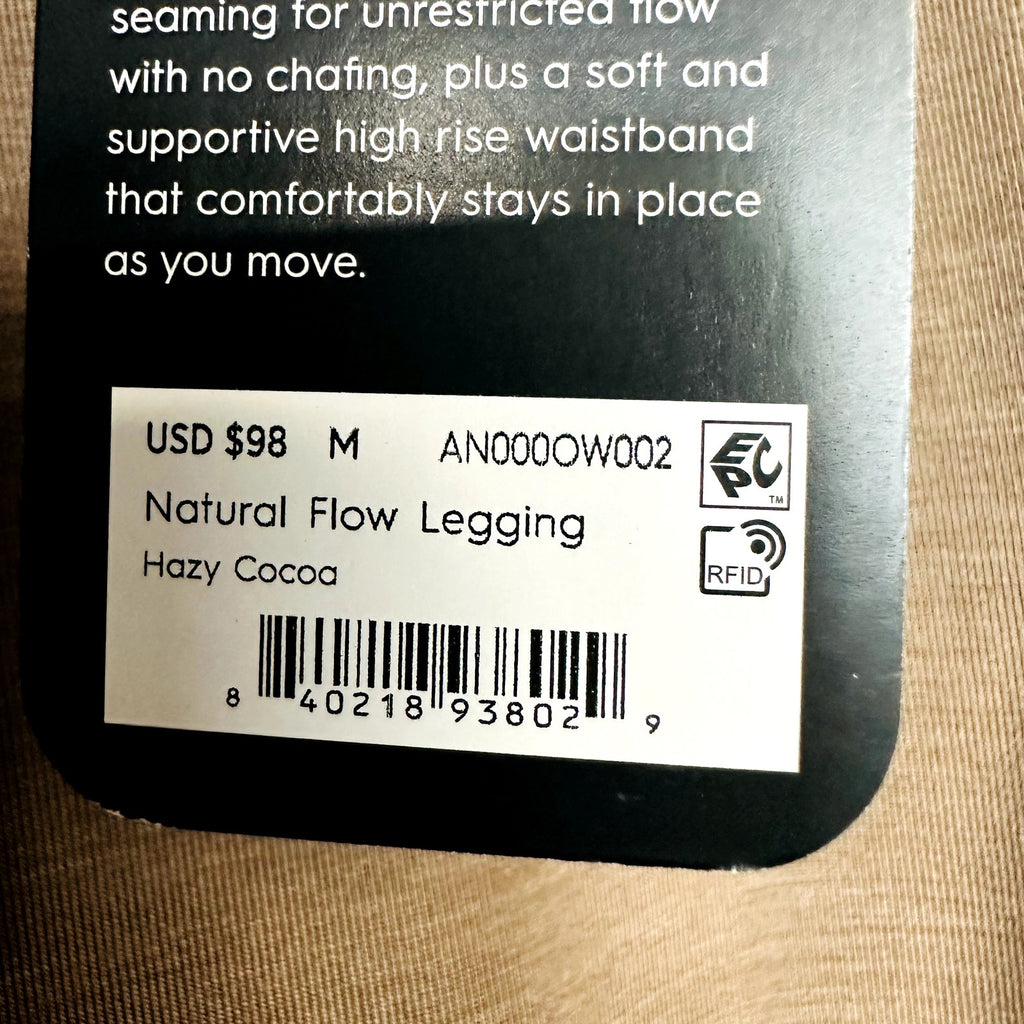 seaming for unrestricted flow
with no chafing, plus a soft and
supportive high rise waistband
that comfortably stays in place
as you move.
USD $98 M AN000OW002
EPC
TM
Natural Flow Legging
RFID
Hazy Cocoa
8 40218 93802 9